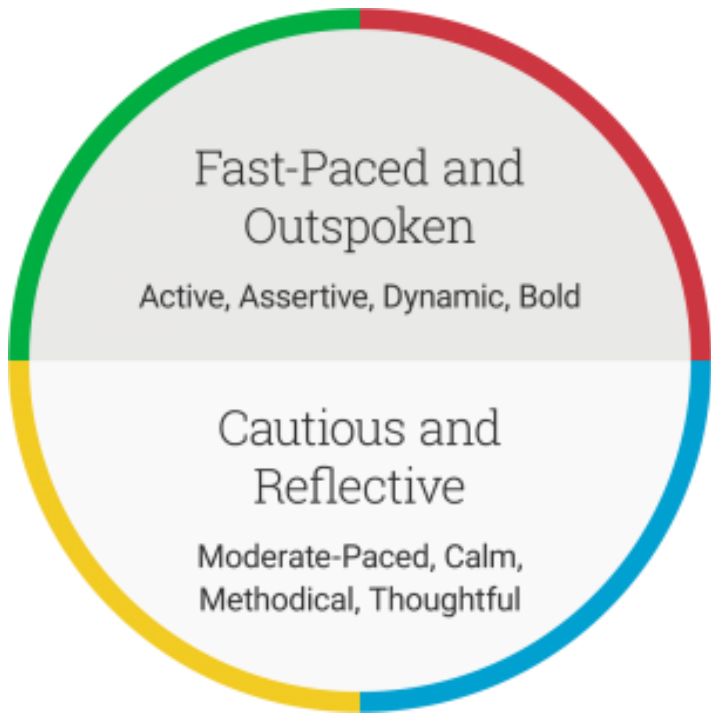 Fast-Paced and
Outspoken
Active, Assertive, Dynamic, Bold
Cautious and
Reflective
Moderate-Paced, Calm,
Methodical, Thoughtful